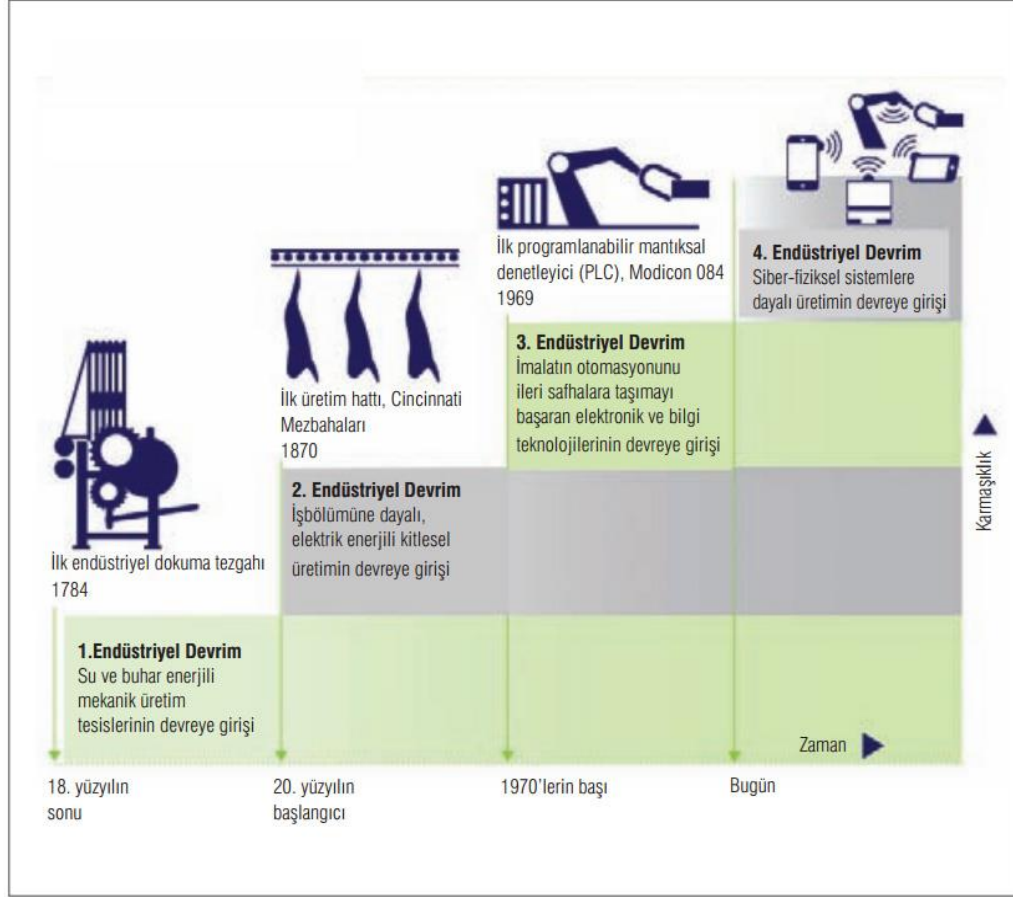 İlk endüstriyel dokuma tezgahı
1784
1.Endüstriyel Devrim
Su ve buhar enerjili
mekanik üretim
tesislerinin devreye girişi
18. yüzyılın
sonu
İlk üretim hattı, Cincinnati
Mezbahaları
1870
2. Endüstriyel Devrim
İşbölümüne dayalı,
elektrik enerjili kitlesel
üretimin devreye girişi
20. yüzyılın
başlangıcı
İlk programlanabilir mantıksal
denetleyici (PLC), Modicon 084
1969
3. Endüstriyel Devrim
İmalatın otomasyonunu
ileri safhalara taşımayı
başaran elektronik ve bilgi
teknolojilerinin devreye girişi
1970'lerin başı
4. Endüstriyel Devrim
Siber-fiziksel sistemlere
dayalı üretimin devreye girişi
Bugün
Zaman
Karmaşıklık